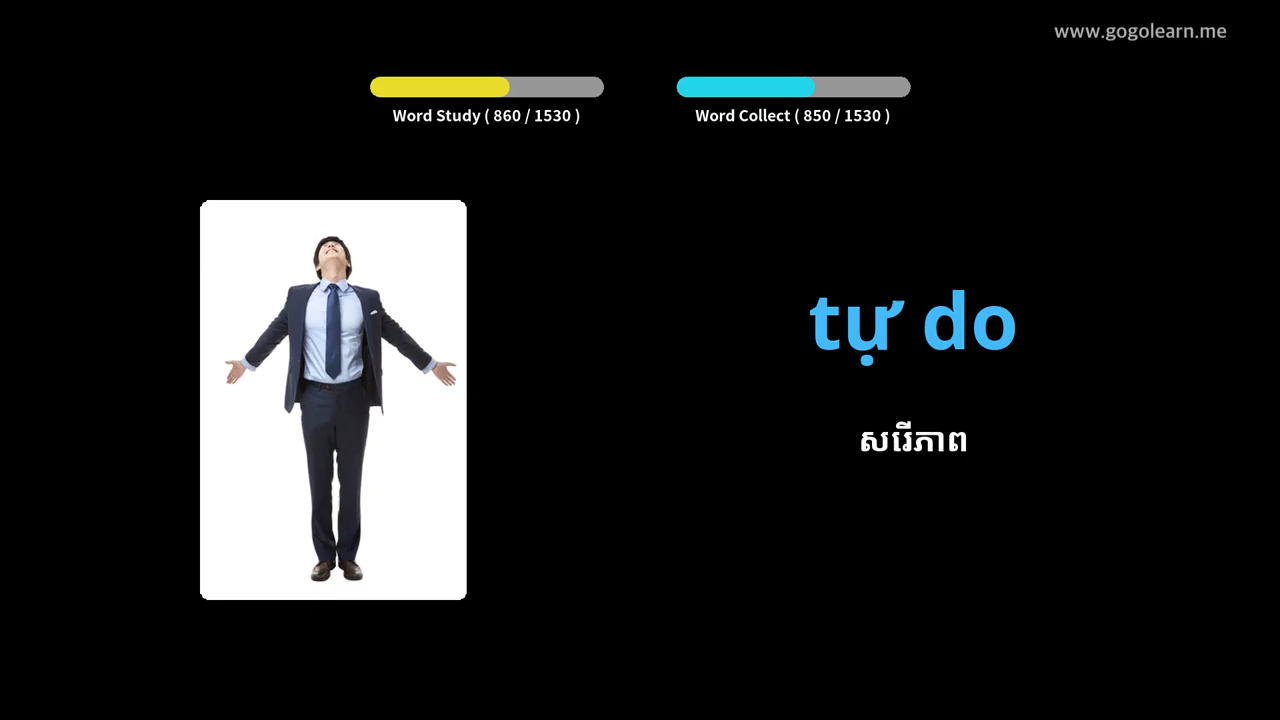 www.gogolearn.me
Word Study ( 860 / 1530 )
Word Collect ( 850 / 1530 )
tự do
សេរីភាព